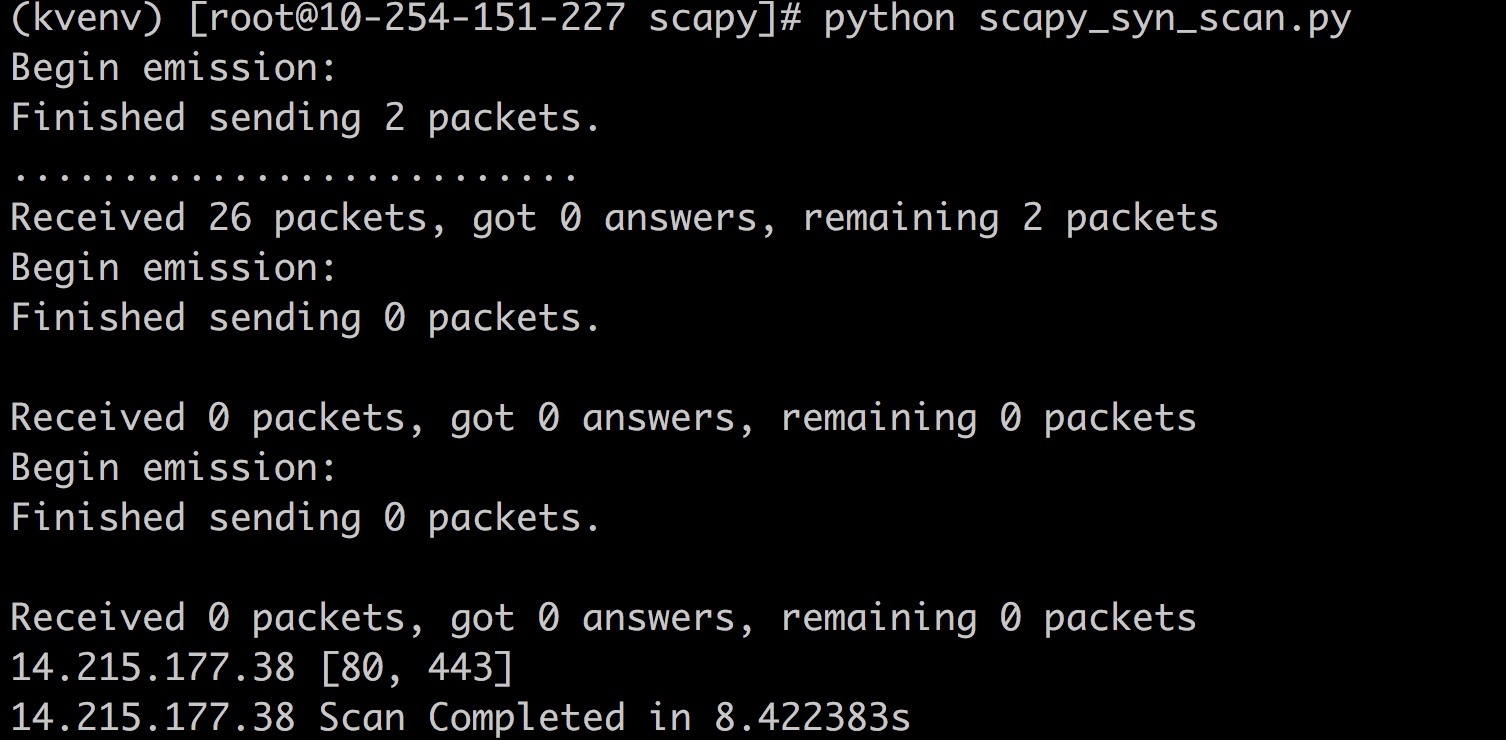 (kvenv) [root@10-254-151-227 scapy]# python scapy_syn_scan.py
Begin emission:
Finished sending 2 packets.
..........................
Received 26 packets, got 0 answers, remaining 2 packets
Begin emission:
Finished sending 0 packets.
Received 0 packets, got 0 answers, remaining 0 packets
Begin emission:
Finished sending 0 packets.
Received 0 packets, got 0 answers, remaining 0 packets
14.215.177.38 [80, 443]
14.215.177.38 Scan Completed in 8.422383s